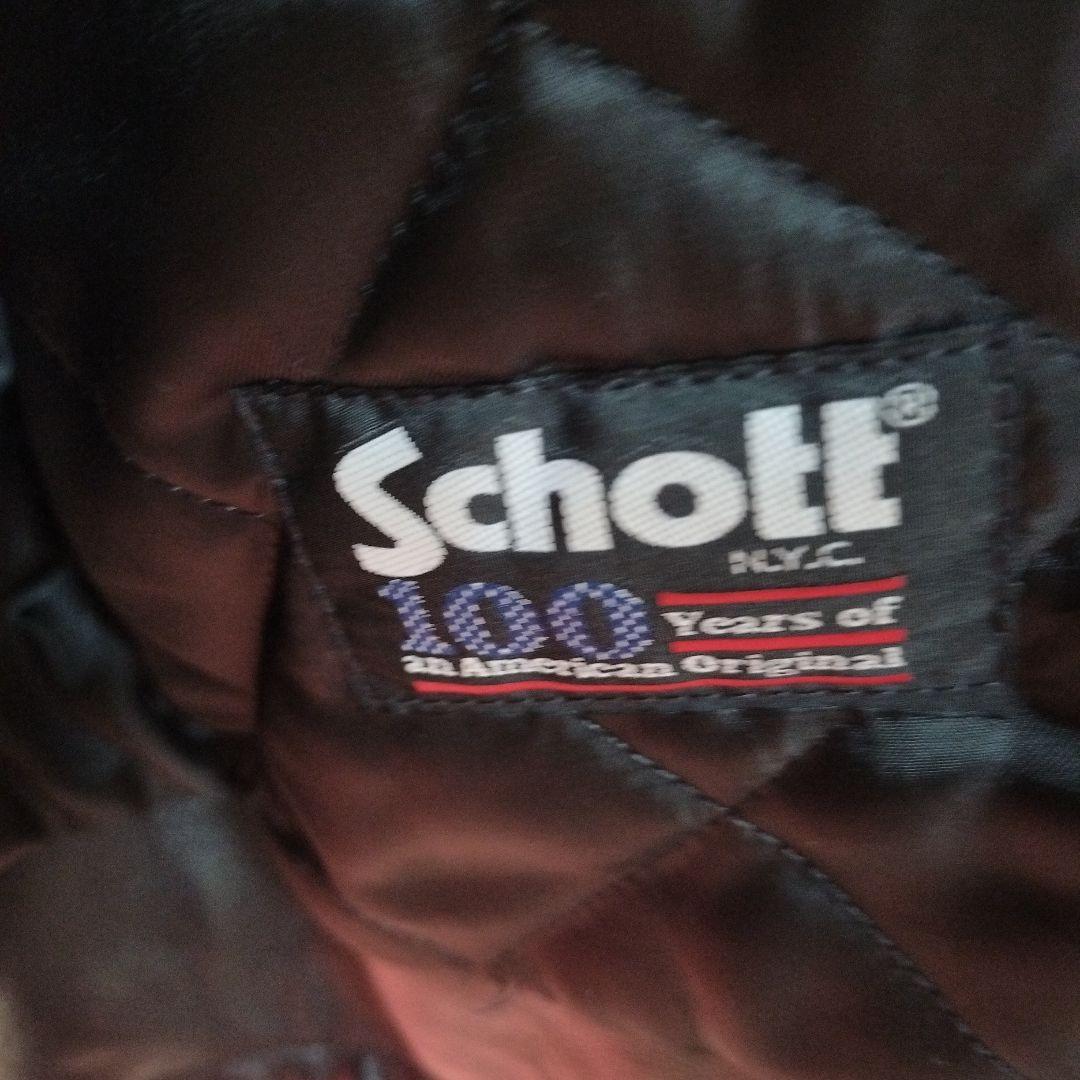 Schott®
N.Y.C.
100 Years of
an American Original